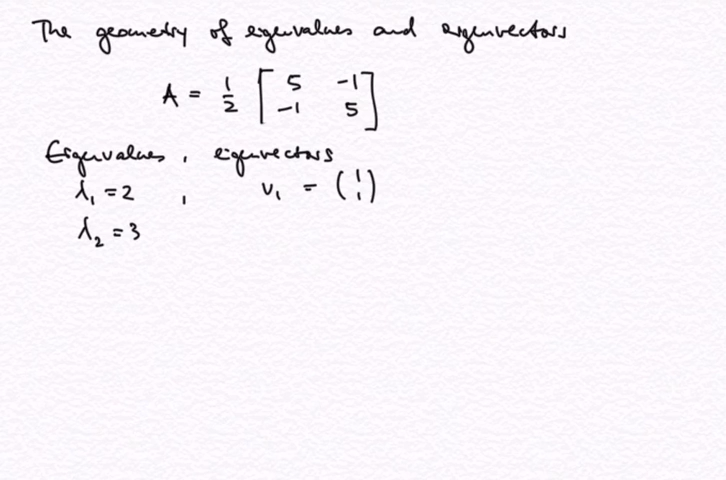 The geometry of eigenvalues and eigenvectors
A = 1/2 [5 -1
-1 5]
Eigenvalues, eigenvectors
λ₁ = 2 , v₁ = (1 1)
λ₂ = 3